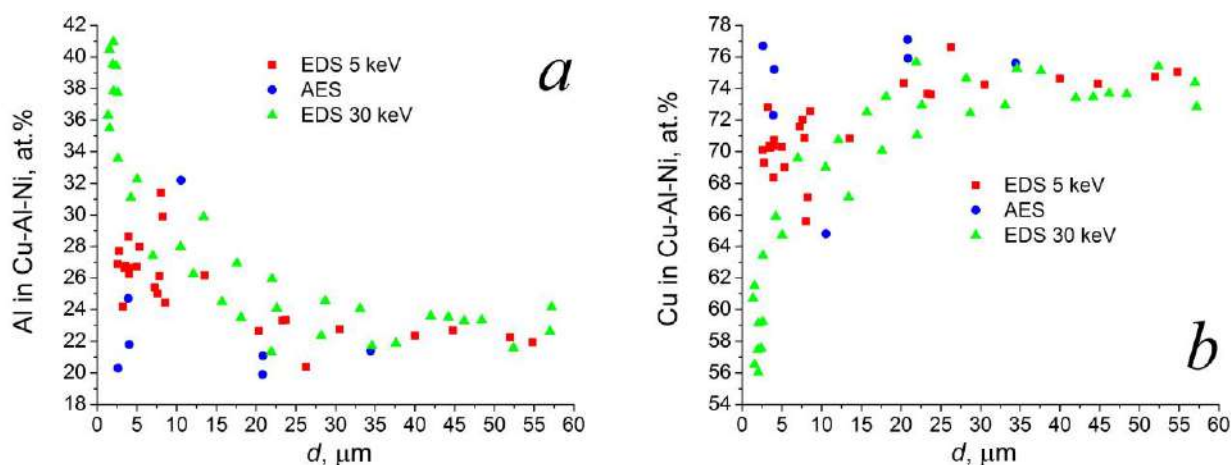 42
40
38
36
34
32
30
28
26
24
22
20
18
Al in Cu-Al-Ni, at.%
EDS 5 keV
AES
EDS 30 keV
a
0 5 10 15 20 25 30 35 40 45 50 55 60
d, μm
78
76
74
72
70
68
66
64
62
60
58
56
54
Cu in Cu-Al-Ni, at.%
EDS 5 keV
AES
EDS 30 keV
b
0 5 10 15 20 25 30 35 40 45 50 55 60
d, μm